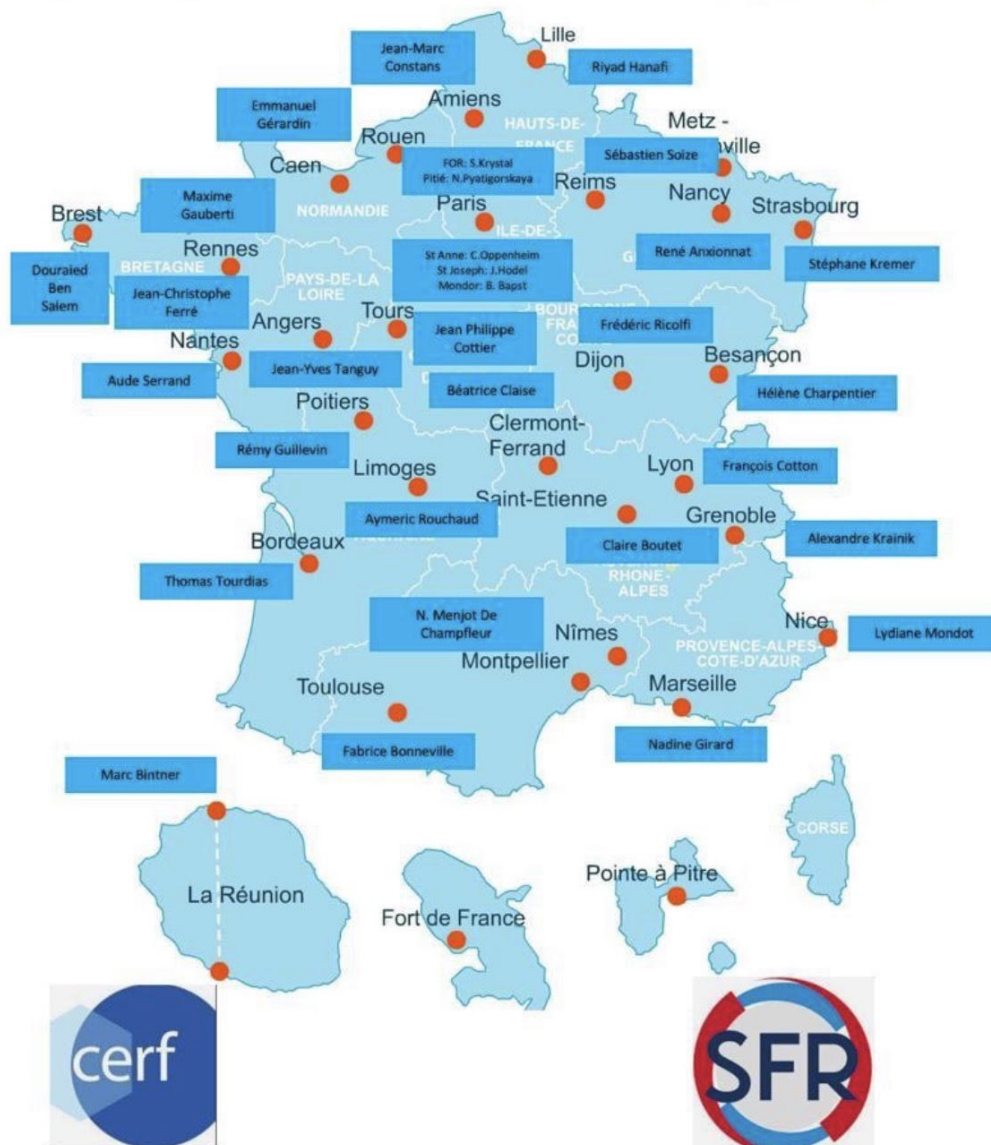 Lille
Jean-Marc
Constans
Riyad Hanafi
Amiens
Emmanuel
Gérardin
HAUTS-DE-
FRANCE
Metz -
Rouen
Sébastien Soize
Caen
FOR: S.Krystal
Pitié: N.Pyatigorskaya
Reims
Nancy
Maxime
Gauberti
NORMANDIE
Paris
Strasbourg
Brest
ILE-DE-
Rennes
René Anxionnat
Stéphane Kremer
Douraied
Ben
Salem
BRETAGNE
Jean-Christophe
Ferré
PAYS-DE-LA
LOIRE
St Anne: C.Oppenheim
St Joseph: J.Hodel
Mondor: B. Bapst
Angers
Tours
Jean Philippe
Cottier
Frédéric Ricolfi
Nantes
Dijon
Besançon
Aude Serrand
Jean-Yves Tanguy
Béatrice Claise
Hélène Charpentier
Poitiers
Clermont-
Ferrand
Rémy Guillevin
Limoges
Lyon
François Cotton
Saint-Etienne
Grenoble
Aymeric Rouchaud
Bordeaux
Claire Boutet
Alexandre Krainik
Thomas Tourdias
RHONE-
ALPES
N. Menjot De
Champfleur
Nîmes
Nice
Lydiane Mondot
Montpellier
PROVENCE-ALPES-
COTE-D'AZUR
Toulouse
Marseille
Fabrice Bonneville
Nadine Girard
Marc Bintner
CORSE
La Réunion
Fort de France
Pointe à Pitre
cerf
SFR